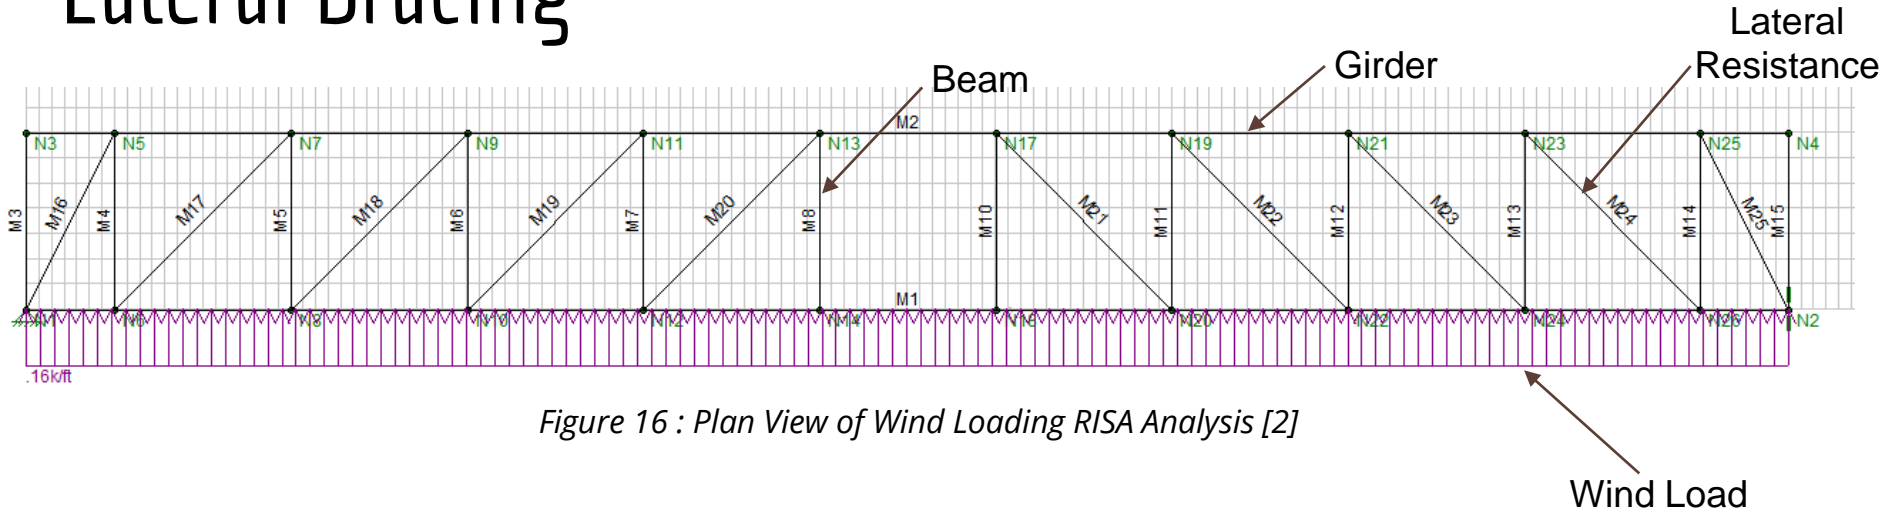 Lateral Bracing
Lateral
Resistance
Girder
Beam
M2
N3 N5 N7 N9 N11 N13 N17 N19 N21 N23 N25 N4
M3 M16 M4 M17 M5 M18 M6 M19 M7 M20 M8 M10 M21 M11 M22 M12 M23 M13 M24 M14 M25 M15
M1
N1 N6 N8 N10 N12 N14 N20 N22 N24 N26 N2
.16k/ft
Figure 16 : Plan View of Wind Loading RISA Analysis [2]
Wind Load